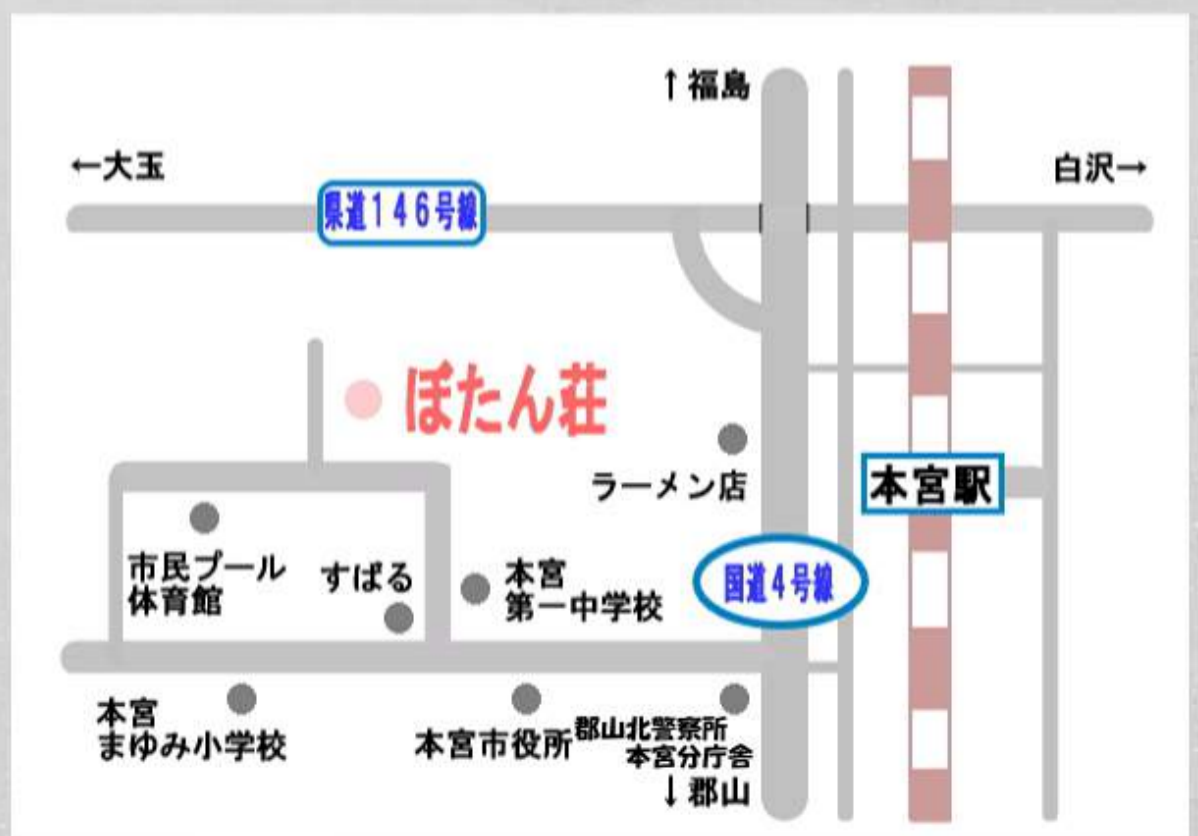 ↑福島
←大玉
白沢→
県道146号線
ぼたん荘
ラーメン店
本宮駅
市民プール
体育館
すばる
本宮
第一中学校
国道4号線
本宮
まゆみ小学校
本宮市役所
郡山北警察所
本宮分庁舎
↓郡山